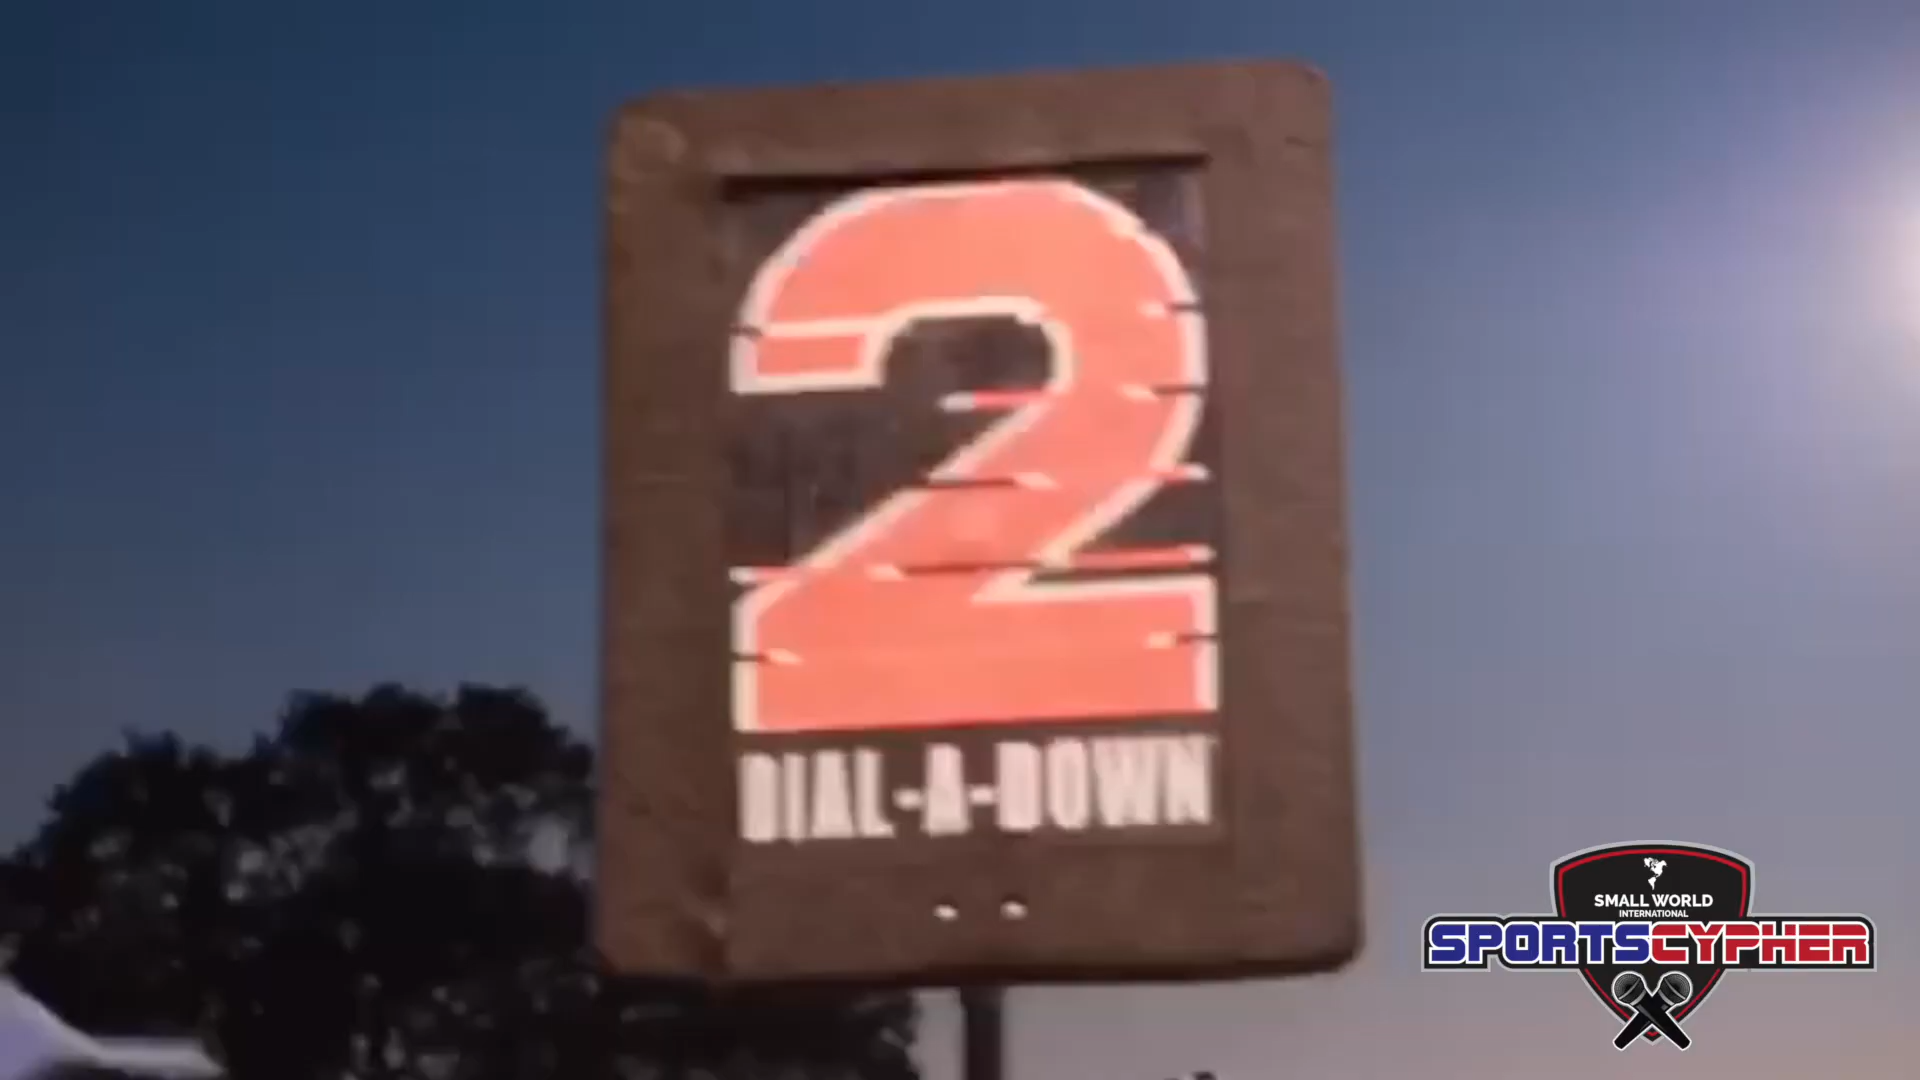 2
DIAL-A-DOWN
SMALL WORLD
INTERNATIONAL
SPORTSCYPHER